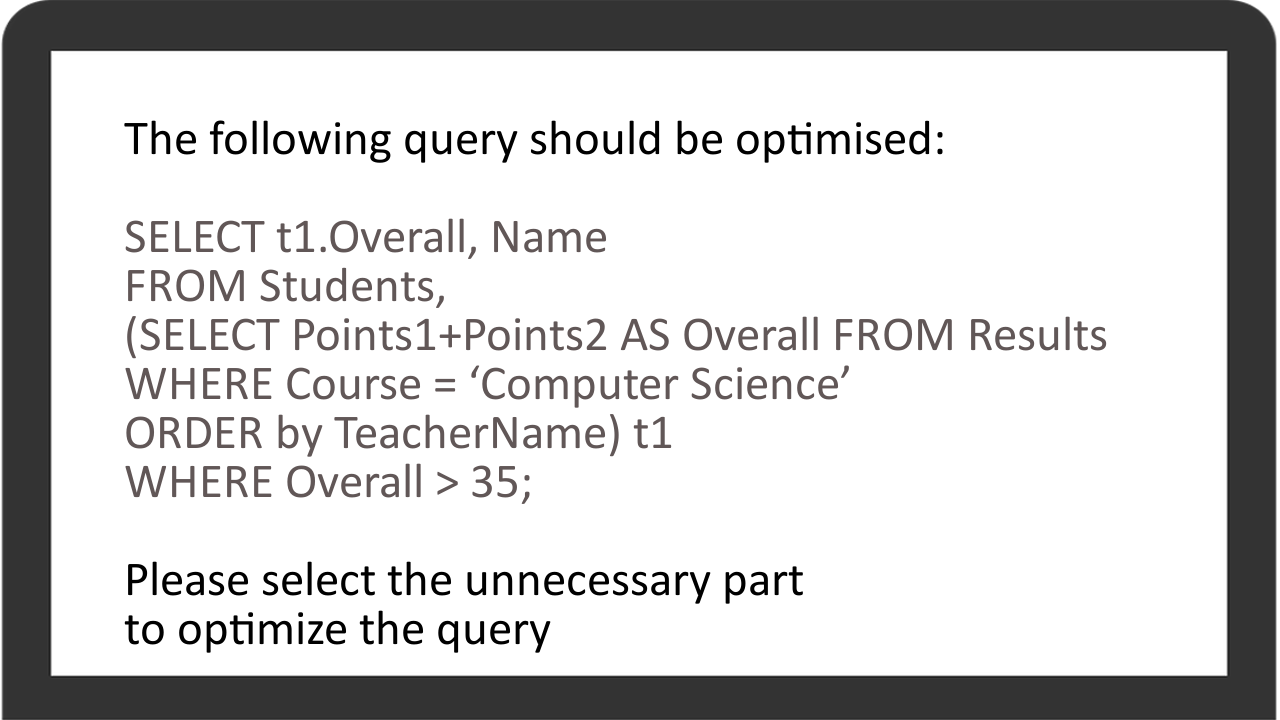 The following query should be optimised:
SELECT t1.Overall, Name
FROM Students,
(SELECT Points1+Points2 AS Overall FROM Results
WHERE Course = ‘Computer Science’
ORDER by TeacherName) t1
WHERE Overall > 35;
Please select the unnecessary part
to optimize the query